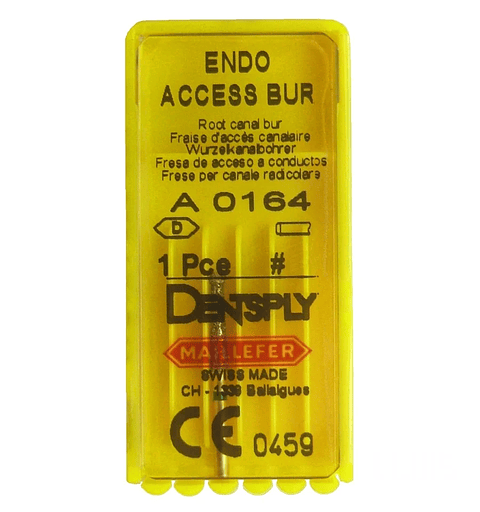 ENDO
ACCESS BUR
Root canal bur
Fraise d'accès canalaire
Wurzelkanalbohrer
Fresa de acceso a conductos
Frese per canale radicolare
A 0164
D
1 Pce #
DENTSPLY
MAILLEFER
SWISS MADE
CH - 1338 Ballaigues
CE 0459